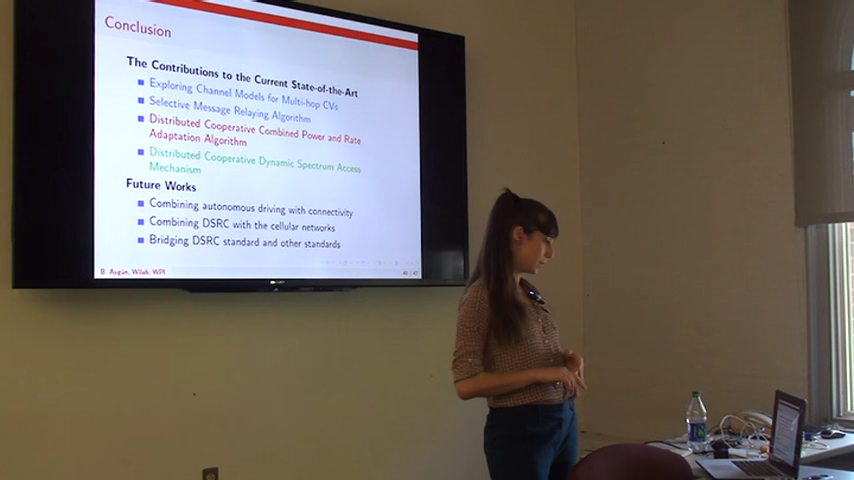 Conclusion
The Contributions to the Current State-of-the-Art
Exploring Channel Models for Multi-hop CVs
Selective Message Relaying Algorithm
Distributed Cooperative Combined Power and Rate
Adaptation Algorithm
Distributed Cooperative Dynamic Spectrum Access
Mechanism
Future Works
Combining autonomous driving with connectivity
Combining DSRC with the cellular networks
Bridging DSRC standard and other standards
B. Aygün, Wilab, WPI